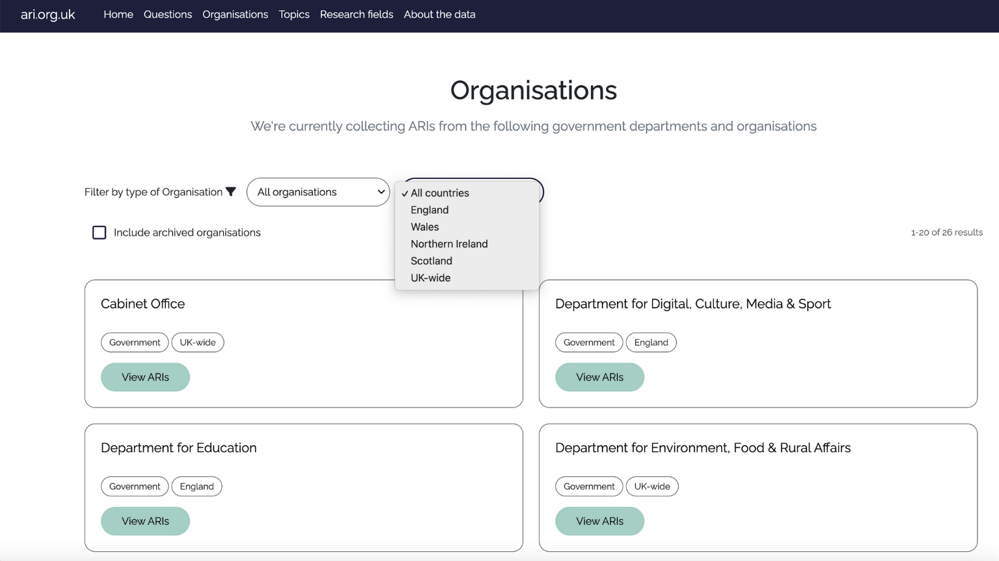 ari.org.uk Home Questions Organisations Topics Research fields About the data
Organisations
We're currently collecting ARIs from the following government departments and organisations
Filter by type of Organisation All organisations
✓ All countries
England
Wales
Northern Ireland
Scotland
UK-wide
Include archived organisations
1-20 of 26 results
Cabinet Office
Government UK-wide
View ARIs
Department for Digital, Culture, Media & Sport
Government England
View ARIs
Department for Education
Government England
View ARIs
Department for Environment, Food & Rural Affairs
Government UK-wide
View ARIs